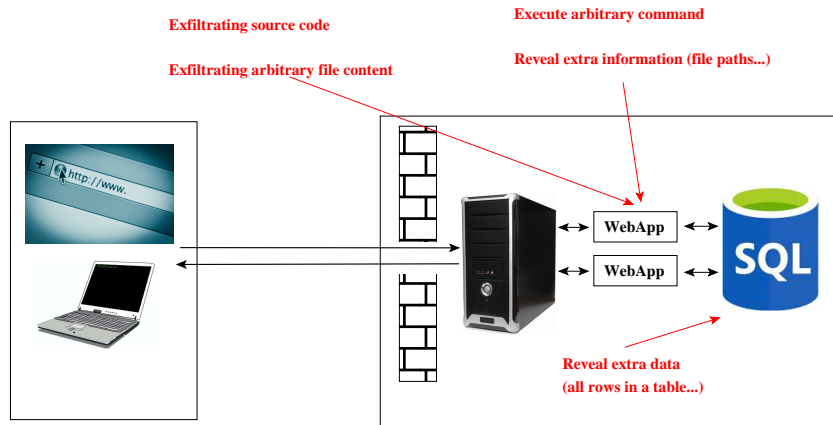 Execute arbitrary command
Exfiltrating source code
Reveal extra information (file paths...)
Exfiltrating arbitrary file content
+ http://www.
WebApp
WebApp
SQL
Reveal extra data
(all rows in a table...)